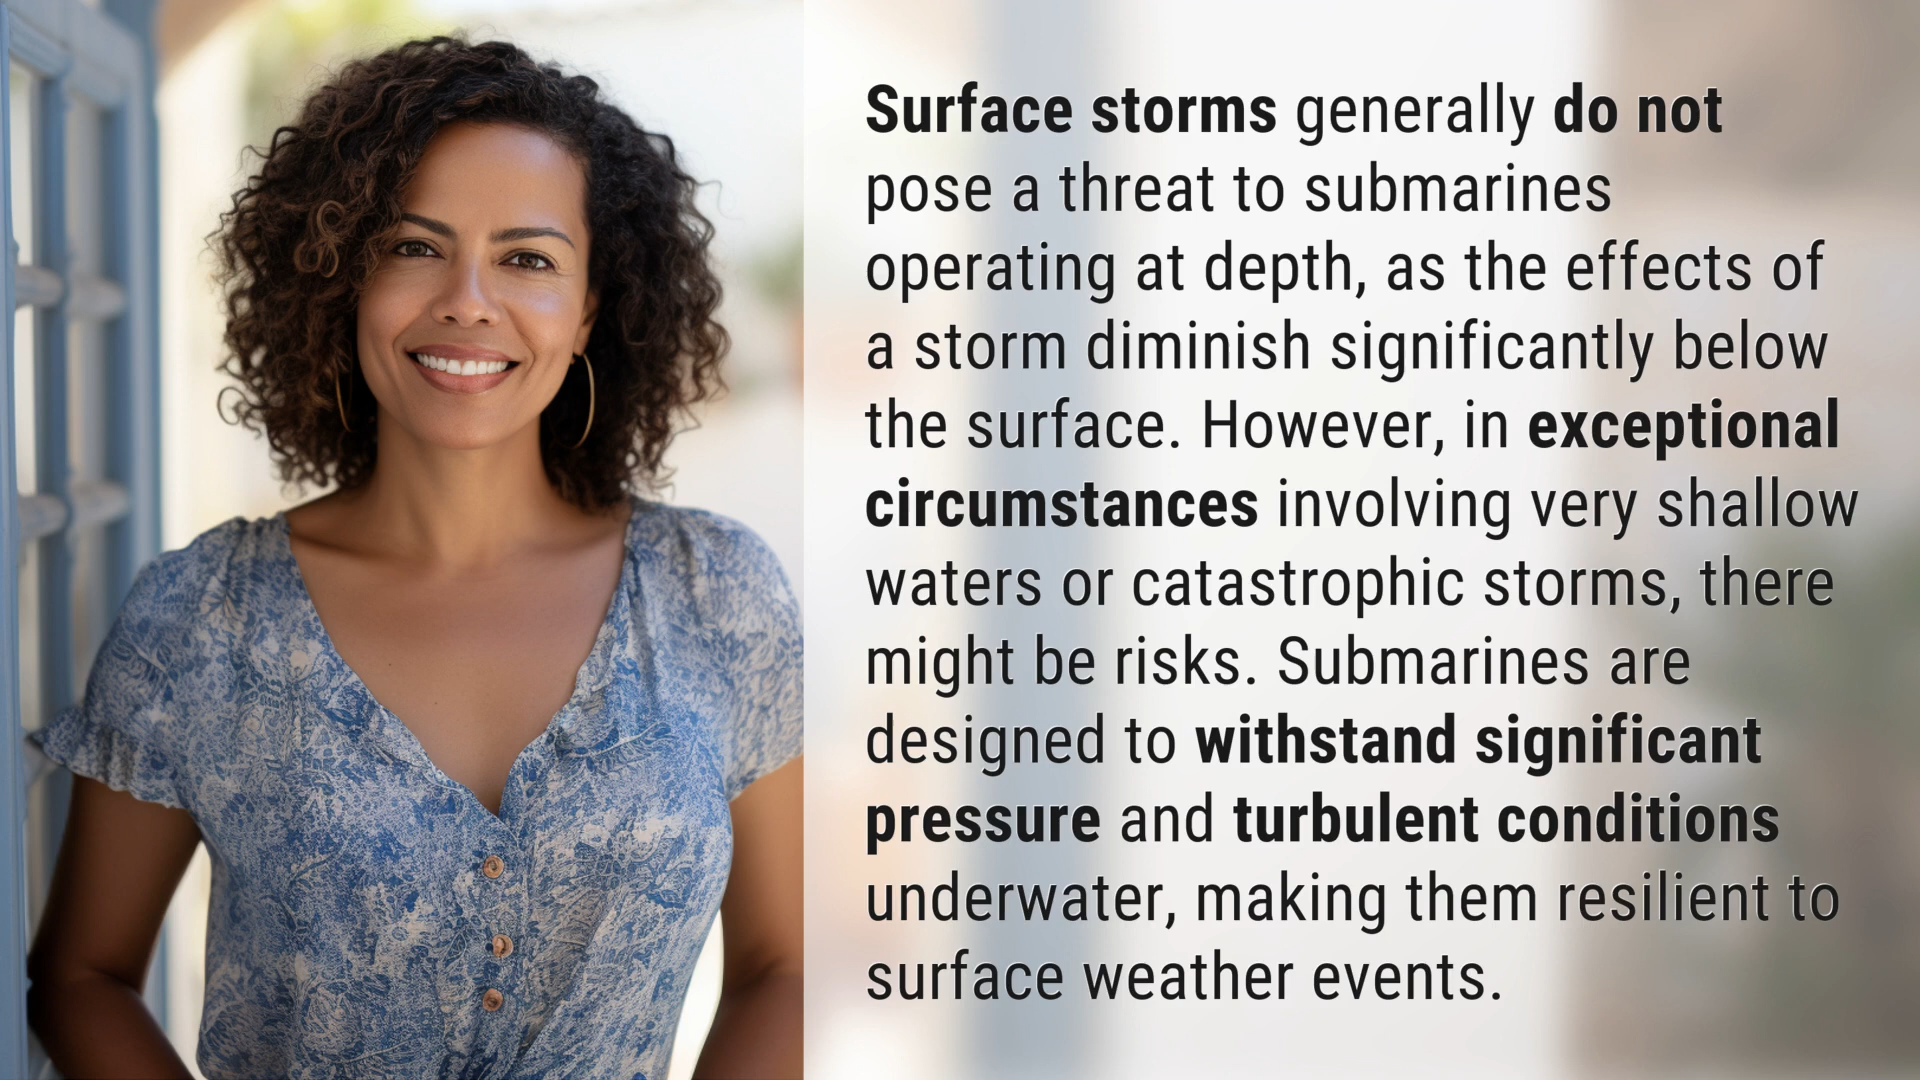 Surface storms generally do not
pose a threat to submarines
operating at depth, as the effects of
a storm diminish significantly below
the surface. However, in exceptional
circumstances involving very shallow
waters or catastrophic storms, there
might be risks. Submarines are
designed to withstand significant
pressure and turbulent conditions
underwater, making them resilient to
surface weather events.